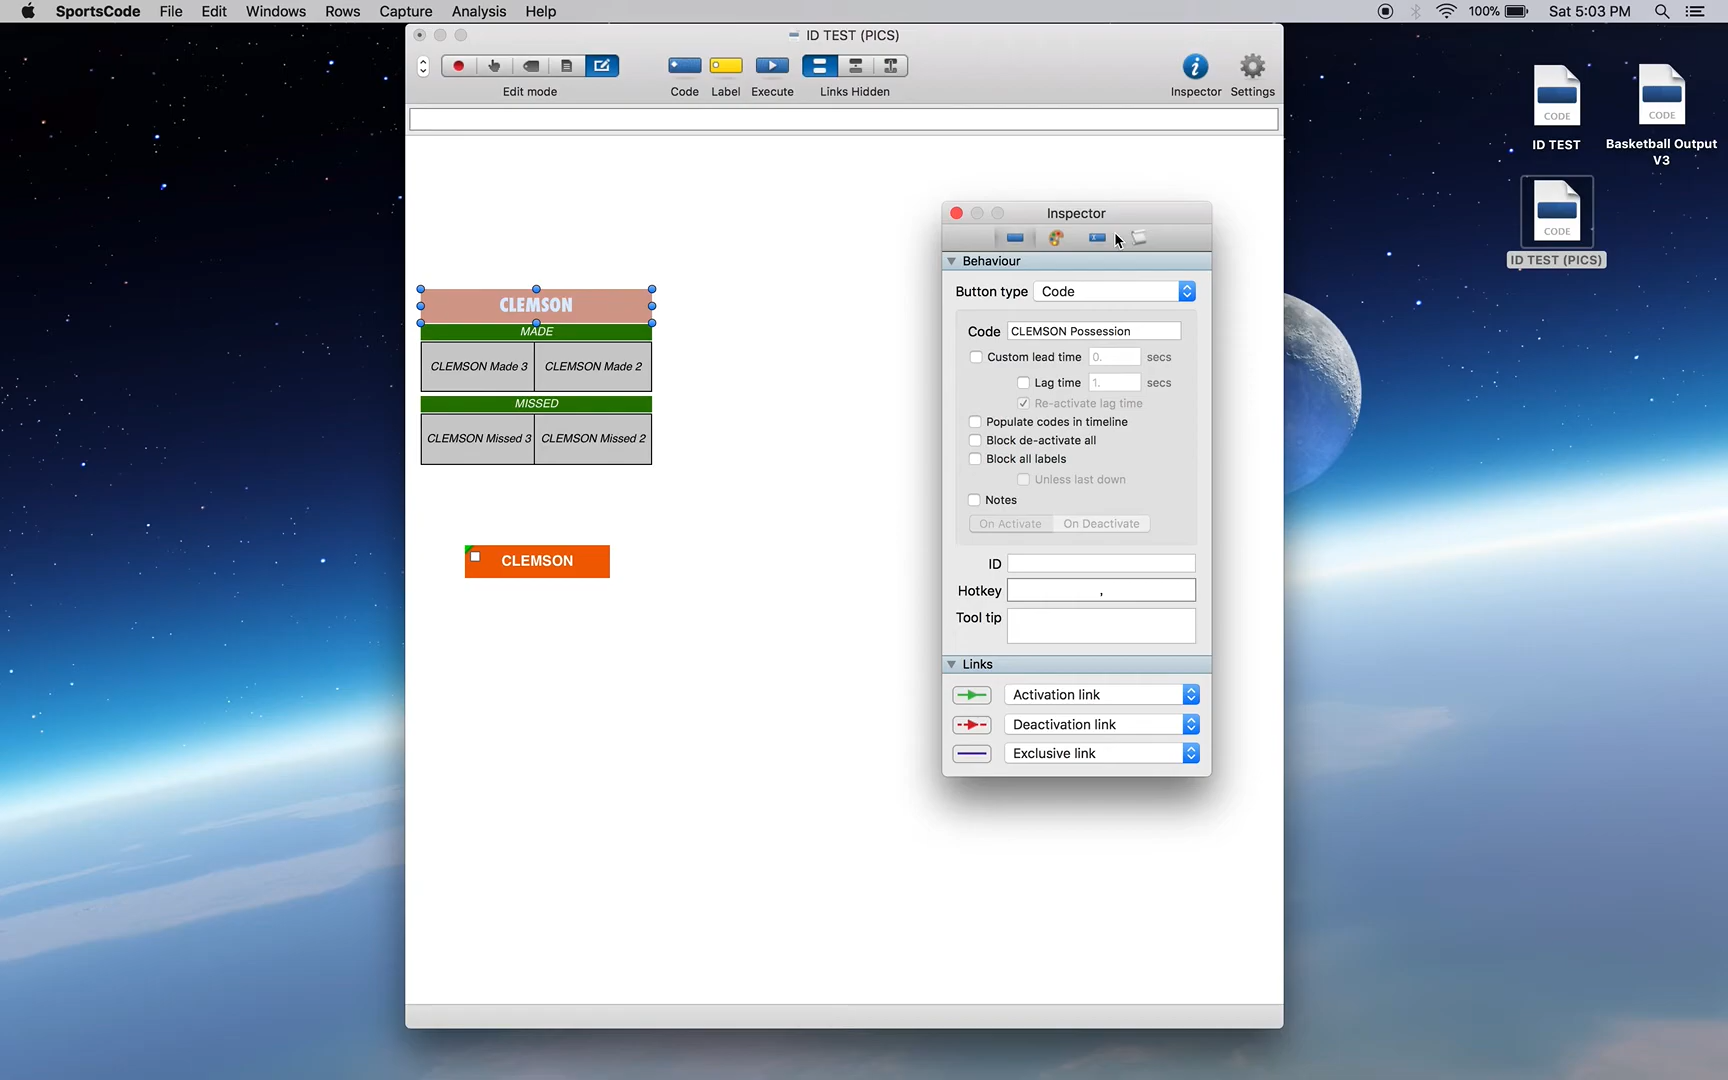 SportsCode File Edit Windows Rows Capture Analysis Help 100% Sat 5:03 PM
ID TEST (PICS)
Edit mode Code Label Execute Links Hidden Inspector Settings
CLEMSON
MADE
CLEMSON Made 3 CLEMSON Made 2
MISSED
CLEMSON Missed 3 CLEMSON Missed 2
CLEMSON
Inspector
Behaviour
Button type Code
Code CLEMSON Possession
Custom lead time 0. secs
Lag time 1. secs
Re-activate lag time
Populate codes in timeline
Block de-activate all
Block all labels
Unless last down
Notes
On Activate On Deactivate
ID
Hotkey ,
Tool tip
Links
Activation link
Deactivation link
Exclusive link
CODE
ID TEST
CODE
Basketball Output
V3
CODE
ID TEST (PICS)